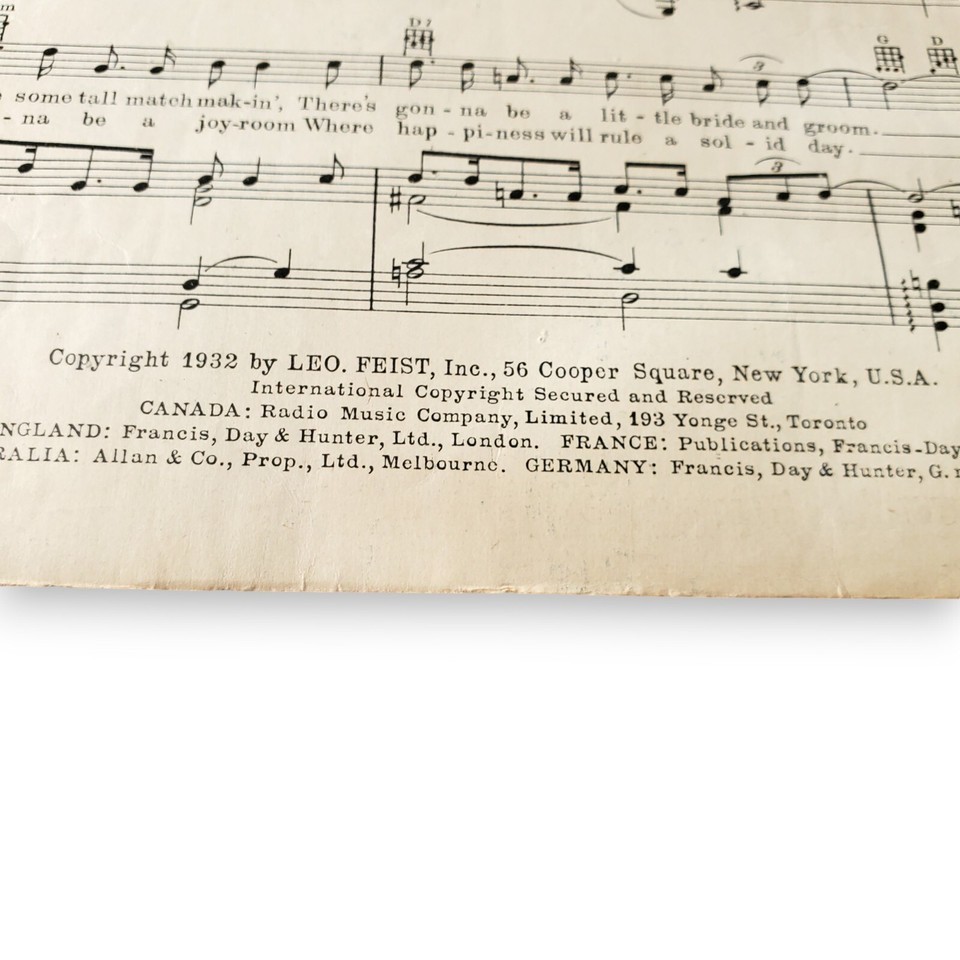 m
D7
G D
3
some tall match mak-in', There's gon - na be a lit - tle bride and groom.
- na be a joy-room Where hap - pi-ness will rule a sol - id day.
3
Copyright 1932 by LEO. FEIST, Inc., 56 Cooper Square, New York, U.S.A.
International Copyright Secured and Reserved
CANADA: Radio Music Company, Limited, 193 Yonge St., Toronto
NGLAND: Francis, Day & Hunter, Ltd., London. FRANCE: Publications, Francis-Day
RALIA: Allan & Co., Prop., Ltd., Melbourne. GERMANY: Francis, Day & Hunter, G.